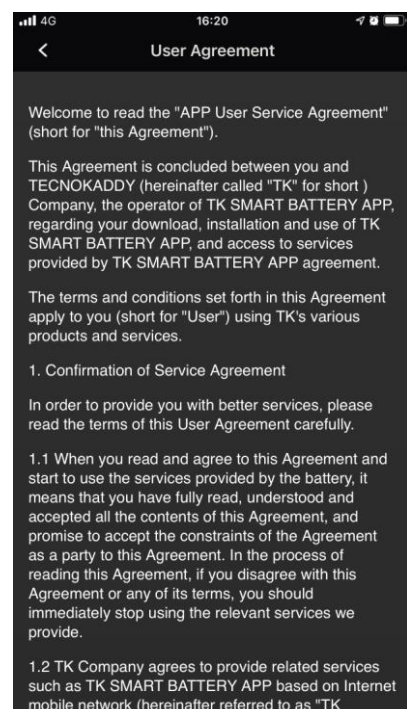 4G
16:20
User Agreement
Welcome to read the "APP User Service Agreement"
(short for "this Agreement").
This Agreement is concluded between you and
TECNOKADDY (hereinafter called "TK" for short )
Company, the operator of TK SMART BATTERY APP,
regarding your download, installation and use of TK
SMART BATTERY APP, and access to services
provided by TK SMART BATTERY APP agreement.
The terms and conditions set forth in this Agreement
apply to you (short for "User") using TK's various
products and services.
1. Confirmation of Service Agreement
In order to provide you with better services, please
read the terms of this User Agreement carefully.
1.1 When you read and agree to this Agreement and
start to use the services provided by the battery, it
means that you have fully read, understood and
accepted all the contents of this Agreement, and
promise to accept the constraints of the Agreement
as a party to this Agreement. In the process of
reading this Agreement, if you disagree with this
Agreement or any of its terms, you should
immediately stop using the relevant services we
provide.
1.2 TK Company agrees to provide related services
such as TK SMART BATTERY APP based on Internet
mobile network (hereinafter referred to as "TK